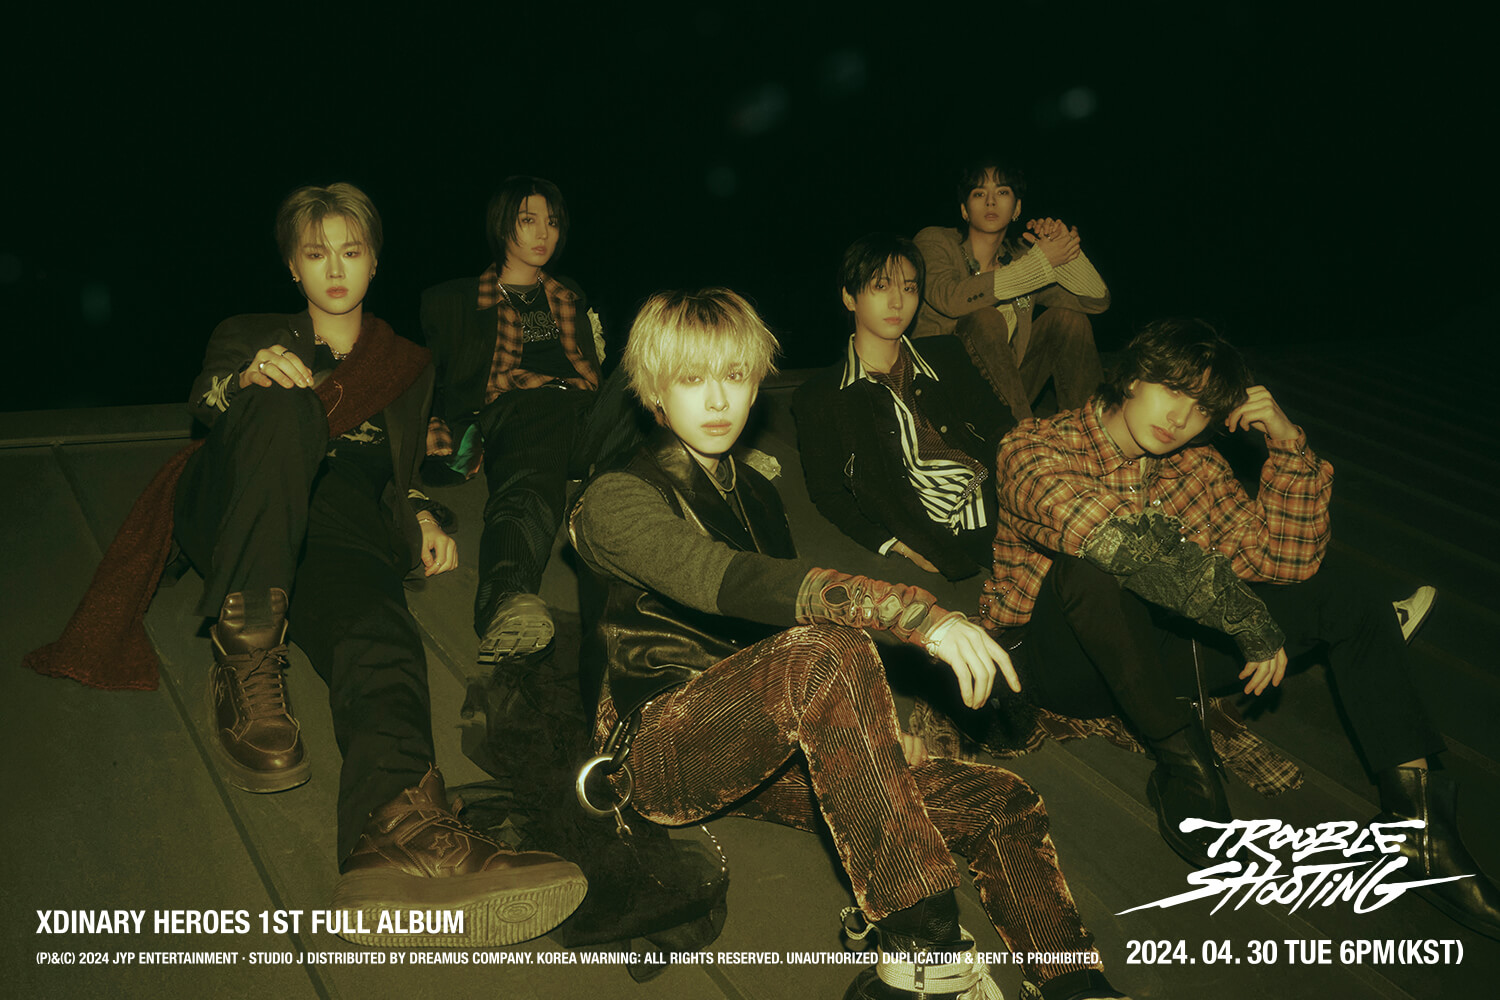 TROUBLE
SHOOTING
XDINARY HEROES 1ST FULL ALBUM
2024. 04. 30 TUE 6PM(KST)
(P)&(C) 2024 JYP ENTERTAINMENT · STUDIO J DISTRIBUTED BY DREAMUS COMPANY. KOREA WARNING: ALL RIGHTS RESERVED. UNAUTHORIZED DUPLICATION & RENT IS PROHIBITED.